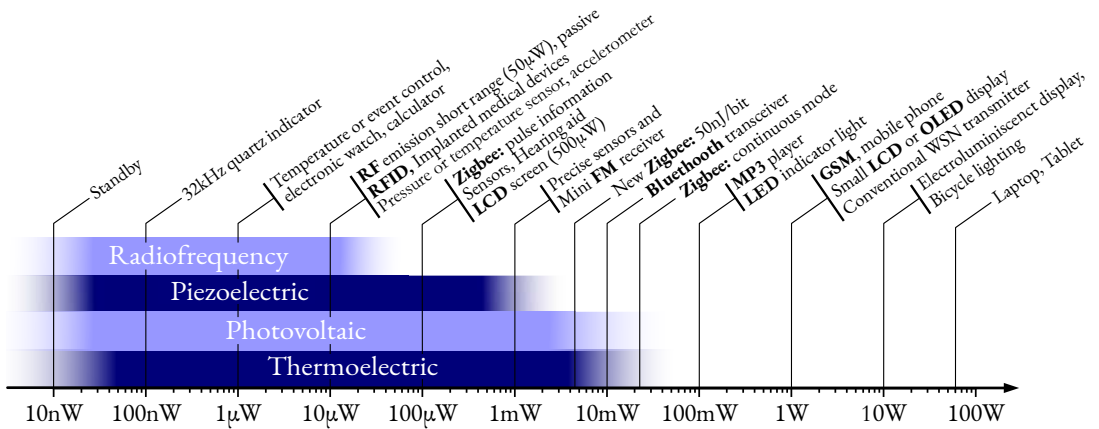 Standby
32kHz quartz indicator
Temperature or event control,
electronic watch, calculator
RF emission short range (50μW), passive
RFID, Implanted medical devices
Pressure or temperature sensor, accelerometer
Zigbee: pulse information
Sensors, Hearing aid
LCD screen (500μW)
Precise sensors and
Mini FM receiver
New Zigbee: 50nJ/bit
Bluethooth transceiver
Zigbee: continuous mode
MP3 player
LED indicator light
GSM, mobile phone
Small LCD or OLED display
Conventional WSN transmitter
Electroluminiscenct display,
Bicycle lighting
Laptop, Tablet
Radiofrequency
Piezoelectric
Photovoltaic
Thermoelectric
10nW 100nW 1μW 10μW 100μW 1mW 10mW 100mW 1W 10W 100W